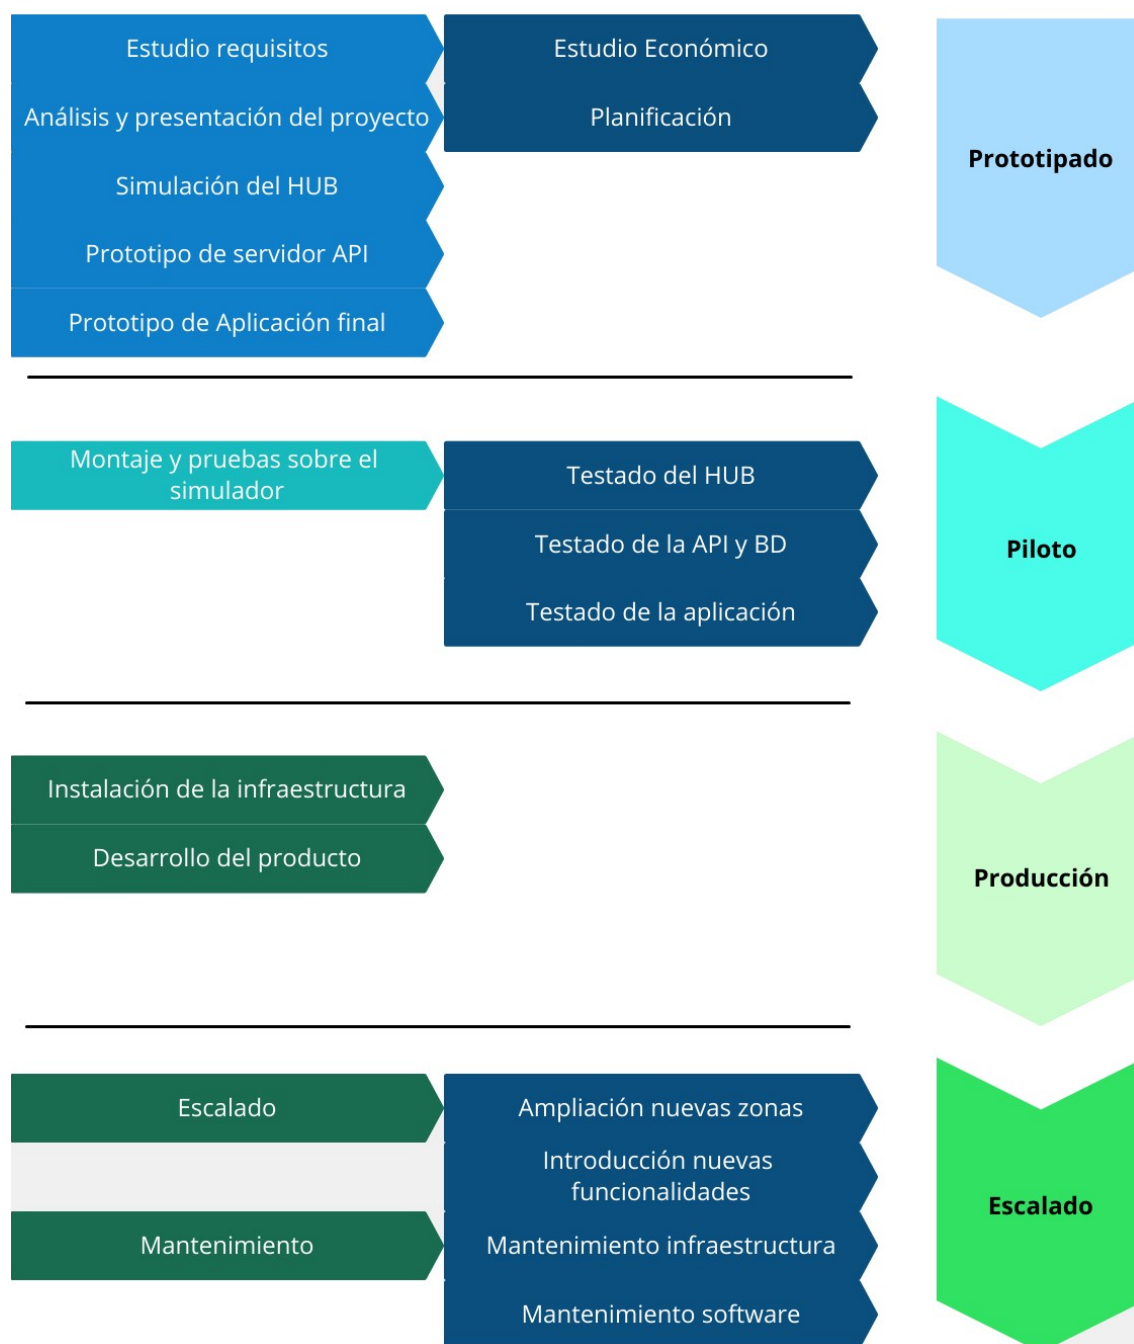 Estudio requisitos
Estudio Económico
Análisis y presentación del proyecto
Planificación
Simulación del HUB
Prototipo de servidor API
Prototipo de Aplicación final
Prototipado
Montaje y pruebas sobre el
simulador
Testado del HUB
Testado de la API y BD
Testado de la aplicación
Piloto
Instalación de la infraestructura
Desarrollo del producto
Producción
Escalado
Ampliación nuevas zonas
Introducción nuevas
funcionalidades
Mantenimiento
Mantenimiento infraestructura
Mantenimiento software
Escalado